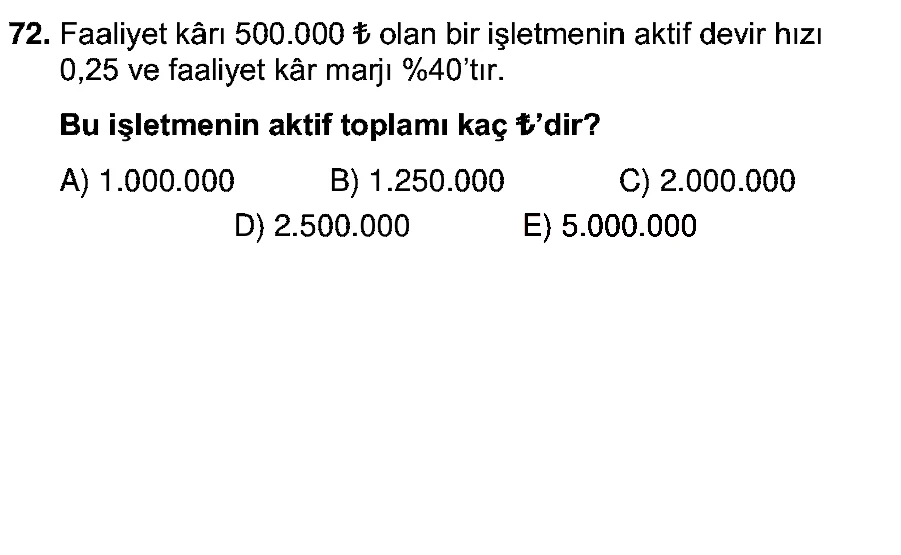 72. Faaliyet kârı 500.000 ₺ olan bir işletmenin aktif devir hızı
0,25 ve faaliyet kâr marjı %40’tır.
Bu işletmenin aktif toplamı kaç ₺’dir?
A) 1.000.000 B) 1.250.000 C) 2.000.000
D) 2.500.000 E) 5.000.000